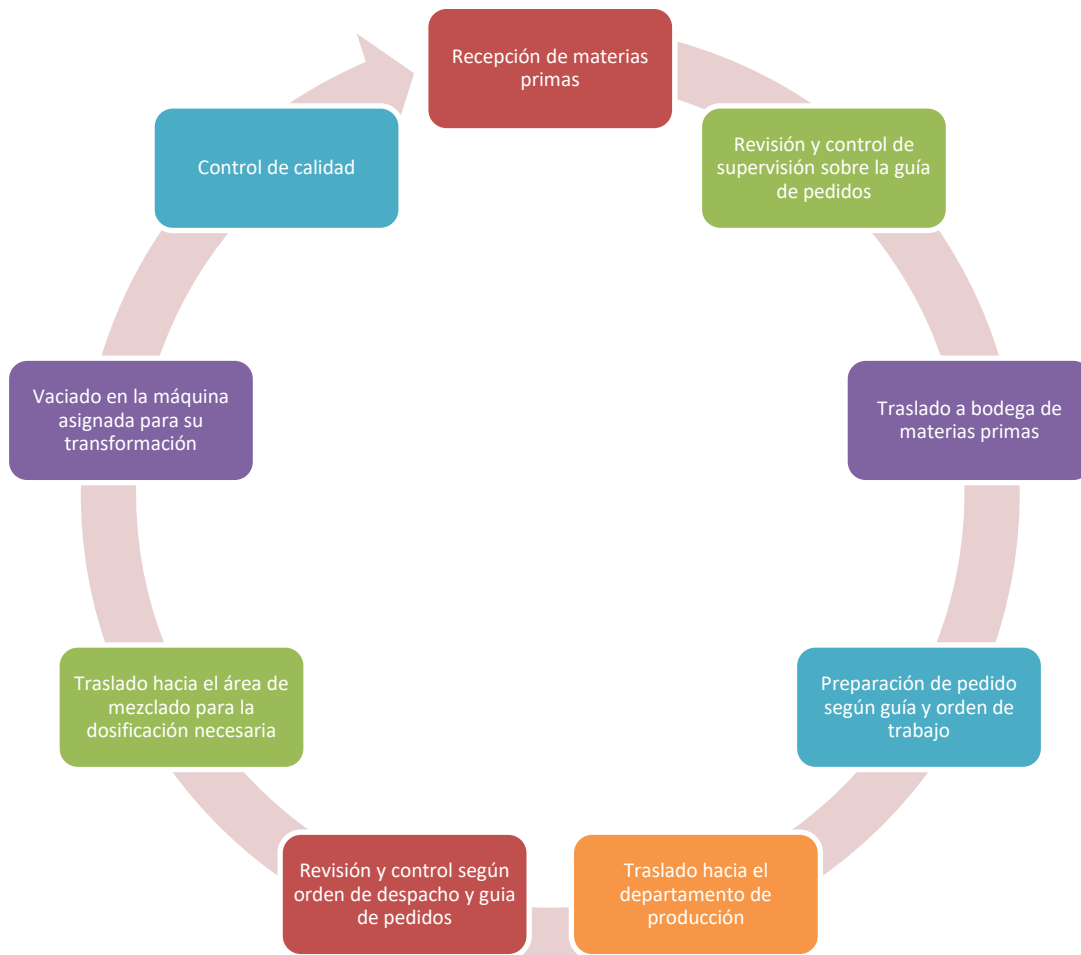 Recepción de materias
primas
Revisión y control de
supervisión sobre la guía
de pedidos
Traslado a bodega de
materias primas
Preparación de pedido
según guía y orden de
trabajo
Traslado hacia el
departamento de
producción
Revisión y control según
orden de despacho y guia
de pedidos
Traslado hacia el área de
mezclado para la
dosificación necesaria
Vaciado en la máquina
asignada para su
transformación
Control de calidad